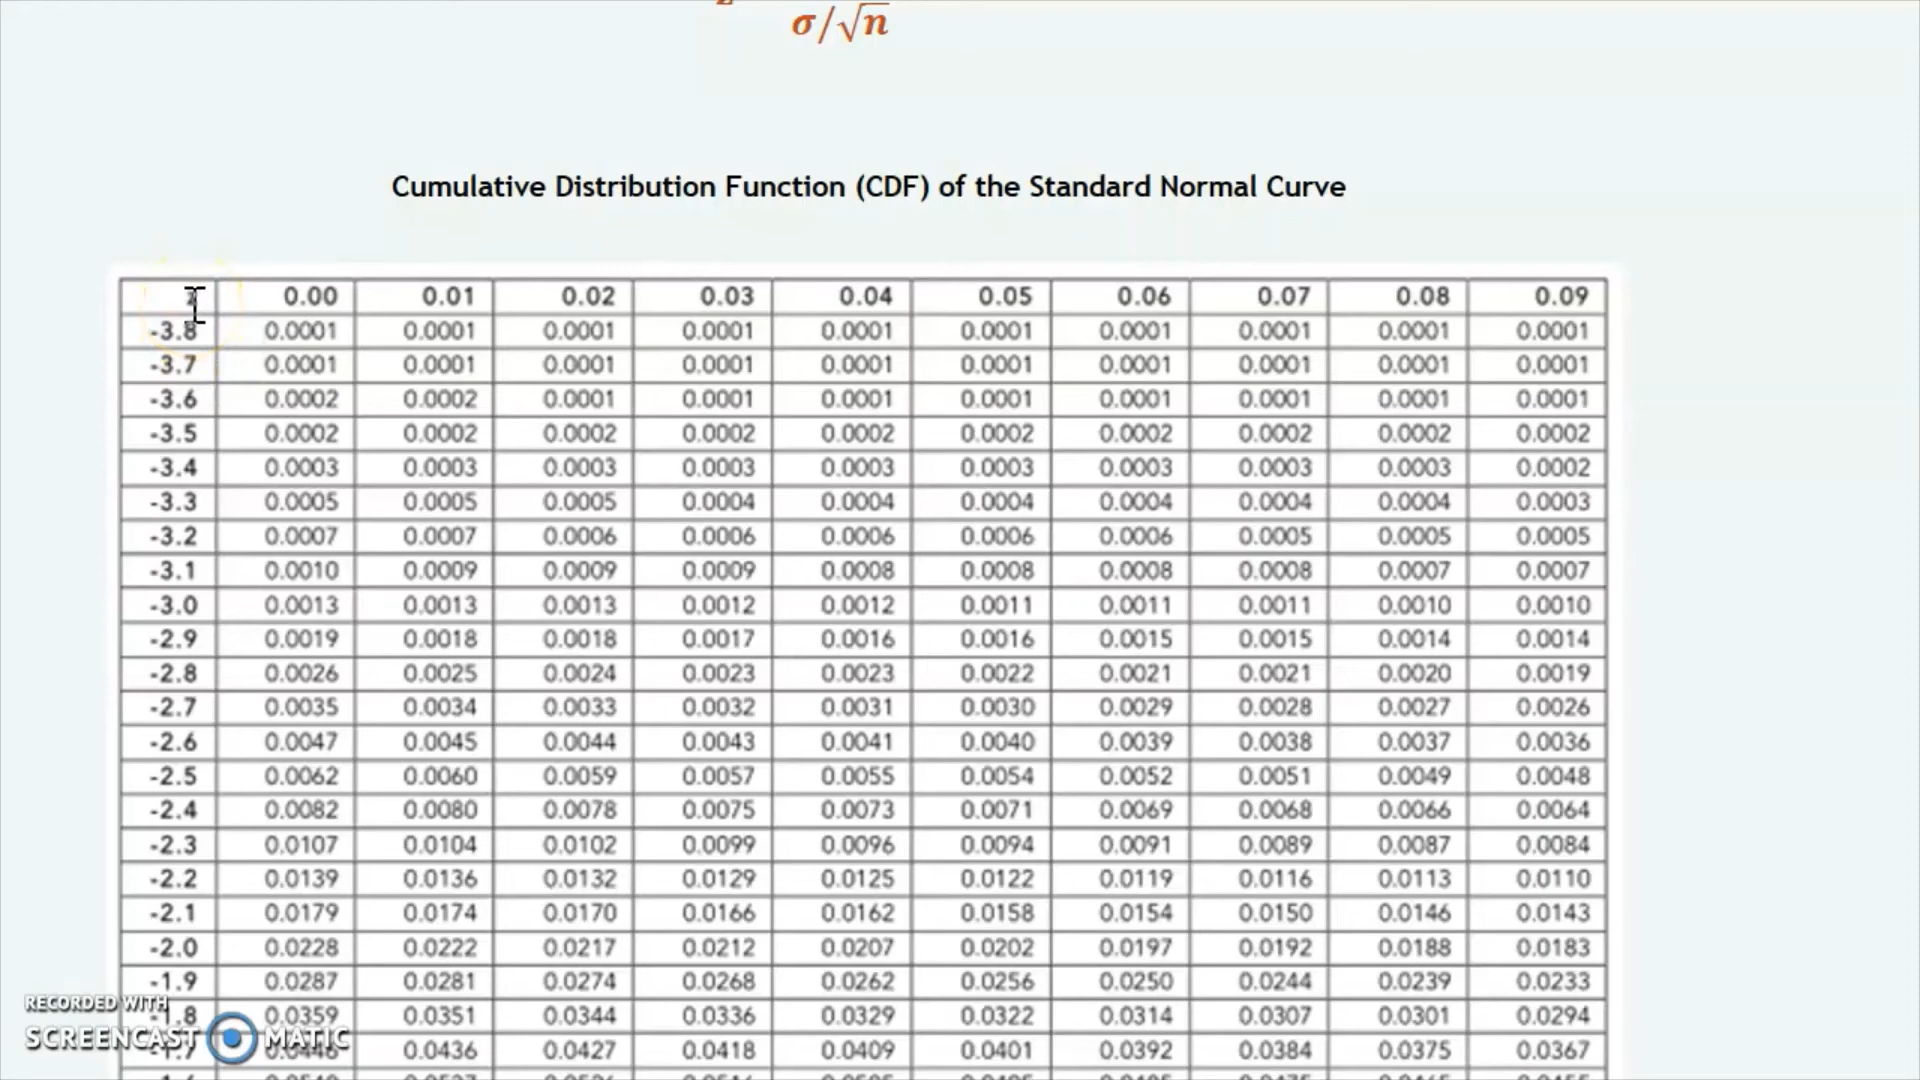 σ/√n
Cumulative Distribution Function (CDF) of the Standard Normal Curve
z 0.00 0.01 0.02 0.03 0.04 0.05 0.06 0.07 0.08 0.09
-3.8 0.0001 0.0001 0.0001 0.0001 0.0001 0.0001 0.0001 0.0001 0.0001 0.0001
-3.7 0.0001 0.0001 0.0001 0.0001 0.0001 0.0001 0.0001 0.0001 0.0001 0.0001
-3.6 0.0002 0.0002 0.0001 0.0001 0.0001 0.0001 0.0001 0.0001 0.0001 0.0001
-3.5 0.0002 0.0002 0.0002 0.0002 0.0002 0.0002 0.0002 0.0002 0.0002 0.0002
-3.4 0.0003 0.0003 0.0003 0.0003 0.0003 0.0003 0.0003 0.0003 0.0003 0.0002
-3.3 0.0005 0.0005 0.0005 0.0004 0.0004 0.0004 0.0004 0.0004 0.0004 0.0003
-3.2 0.0007 0.0007 0.0006 0.0006 0.0006 0.0006 0.0006 0.0005 0.0005 0.0005
-3.1 0.0010 0.0009 0.0009 0.0009 0.0008 0.0008 0.0008 0.0008 0.0007 0.0007
-3.0 0.0013 0.0013 0.0013 0.0012 0.0012 0.0011 0.0011 0.0011 0.0010 0.0010
-2.9 0.0019 0.0018 0.0018 0.0017 0.0016 0.0016 0.0015 0.0015 0.0014 0.0014
-2.8 0.0026 0.0025 0.0024 0.0023 0.0023 0.0022 0.0021 0.0021 0.0020 0.0019
-2.7 0.0035 0.0034 0.0033 0.0032 0.0031 0.0030 0.0029 0.0028 0.0027 0.0026
-2.6 0.0047 0.0045 0.0044 0.0043 0.0041 0.0040 0.0039 0.0038 0.0037 0.0036
-2.5 0.0062 0.0060 0.0059 0.0057 0.0055 0.0054 0.0052 0.0051 0.0049 0.0048
-2.4 0.0082 0.0080 0.0078 0.0075 0.0073 0.0071 0.0069 0.0068 0.0066 0.0064
-2.3 0.0107 0.0104 0.0102 0.0099 0.0096 0.0094 0.0091 0.0089 0.0087 0.0084
-2.2 0.0139 0.0136 0.0132 0.0129 0.0125 0.0122 0.0119 0.0116 0.0113 0.0110
-2.1 0.0179 0.0174 0.0170 0.0166 0.0162 0.0158 0.0154 0.0150 0.0146 0.0143
-2.0 0.0228 0.0222 0.0217 0.0212 0.0207 0.0202 0.0197 0.0192 0.0188 0.0183
-1.9 0.0287 0.0281 0.0274 0.0268 0.0262 0.0256 0.0250 0.0244 0.0239 0.0233
-1.8 0.0359 0.0351 0.0344 0.0336 0.0329 0.0322 0.0314 0.0307 0.0301 0.0294
-1.7 0.0446 0.0436 0.0427 0.0418 0.0409 0.0401 0.0392 0.0384 0.0375 0.0367
RECORDED WITH
SCREENCAST MATIC